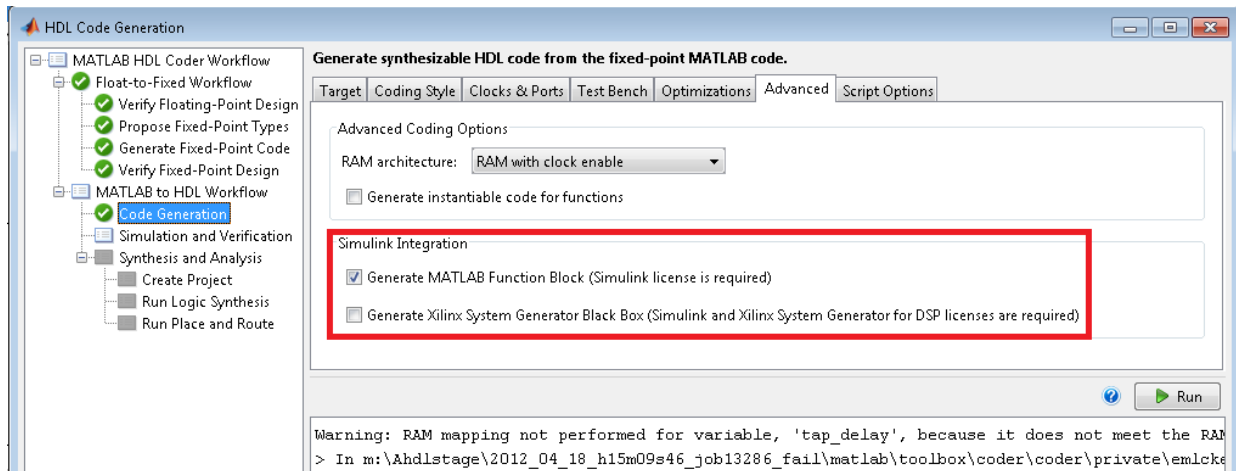 HDL Code Generation
MATLAB HDL Coder Workflow
Float-to-Fixed Workflow
Verify Floating-Point Design
Propose Fixed-Point Types
Generate Fixed-Point Code
Verify Fixed-Point Design
MATLAB to HDL Workflow
Code Generation
Simulation and Verification
Synthesis and Analysis
Create Project
Run Logic Synthesis
Run Place and Route
Generate synthesizable HDL code from the fixed-point MATLAB code.
Target Coding Style Clocks & Ports Test Bench Optimizations Advanced Script Options
Advanced Coding Options
RAM architecture: RAM with clock enable
Generate instantiable code for functions
Simulink Integration
Generate MATLAB Function Block (Simulink license is required)
Generate Xilinx System Generator Black Box (Simulink and Xilinx System Generator for DSP licenses are required)
Run
Warning: RAM mapping not performed for variable, 'tap_delay', because it does not meet the RAM
> In m:\Ahdlstage\2012_04_18_h15m09s46_job13286_fail\matlab\toolbox\coder\coder\private\emlcke